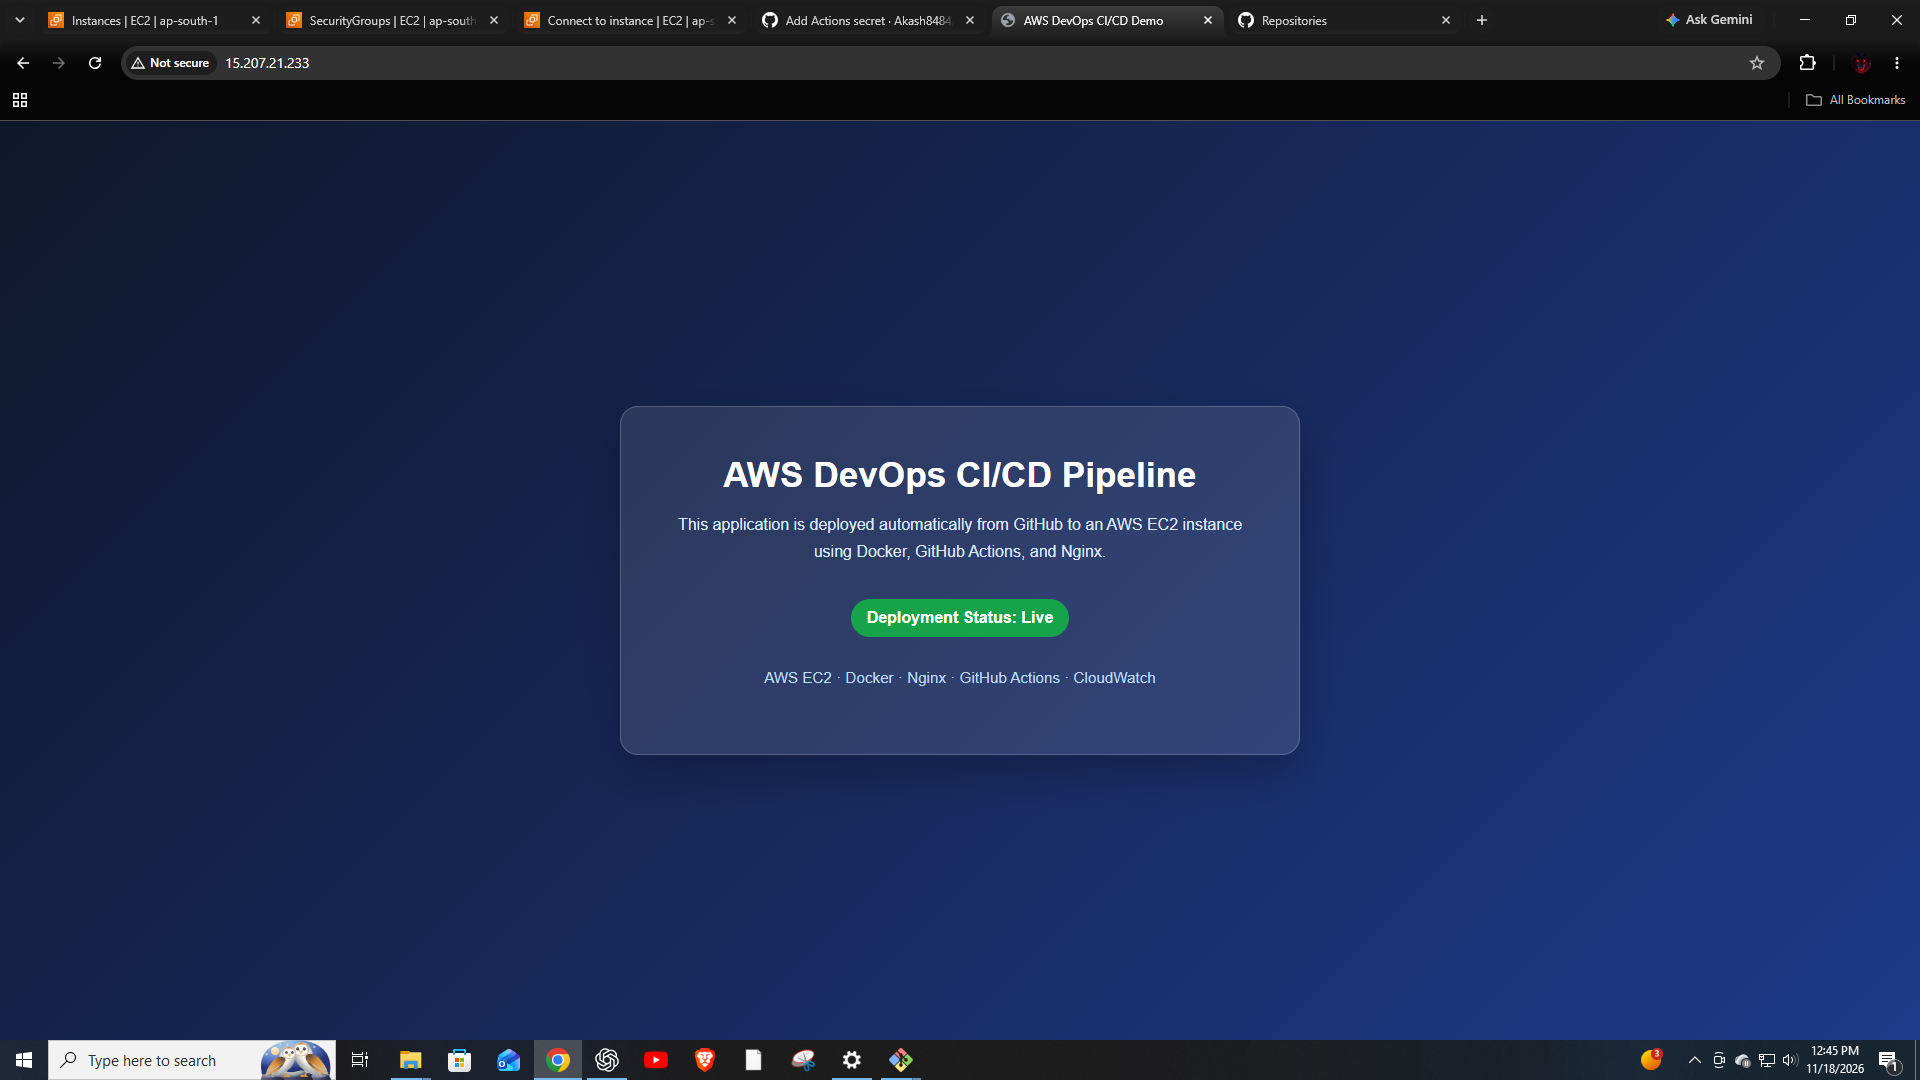 Instances | EC2 | ap-south-1
SecurityGroups | EC2 | ap-south
Connect to instance | EC2 | ap-s
Add Actions secret · Akash8484
AWS DevOps CI/CD Demo
Repositories
Ask Gemini
Not secure
15.207.21.233
All Bookmarks
AWS DevOps CI/CD Pipeline
This application is deployed automatically from GitHub to an AWS EC2 instance
using Docker, GitHub Actions, and Nginx.
Deployment Status: Live
AWS EC2 · Docker · Nginx · GitHub Actions · CloudWatch
Type here to search
3
12:45 PM
11/18/2026
1